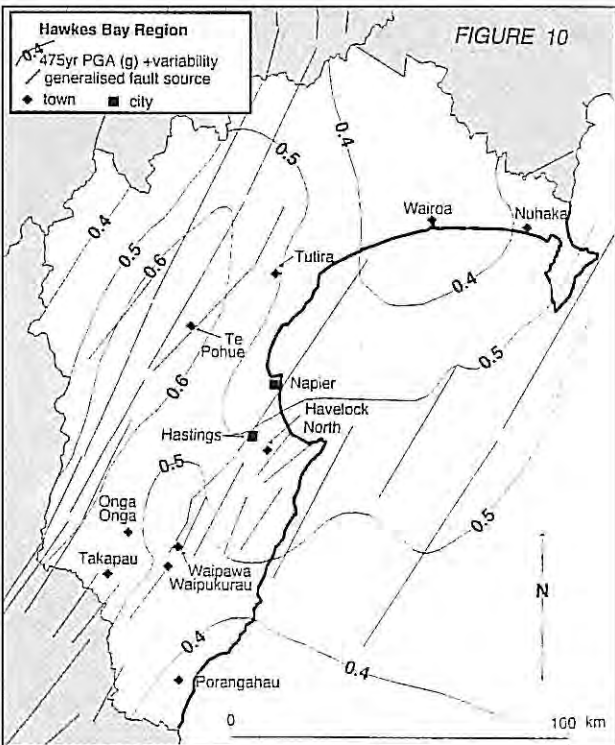 Hawkes Bay Region
0.4 475yr PGA (g) +variability
generalised fault source
town
city
FIGURE 10
0.4
0.5
Wairoa
Nuhaka
0.4
0.5
0.6
Tutira
0.4
Te
Pohue
0.5
0.6
Napier
Havelock
North
Hastings
0.5
Onga
Onga
0.5
Takapau
Waipawa
Waipukurau
N
0.4
0.4
Porangahau
0
100 km